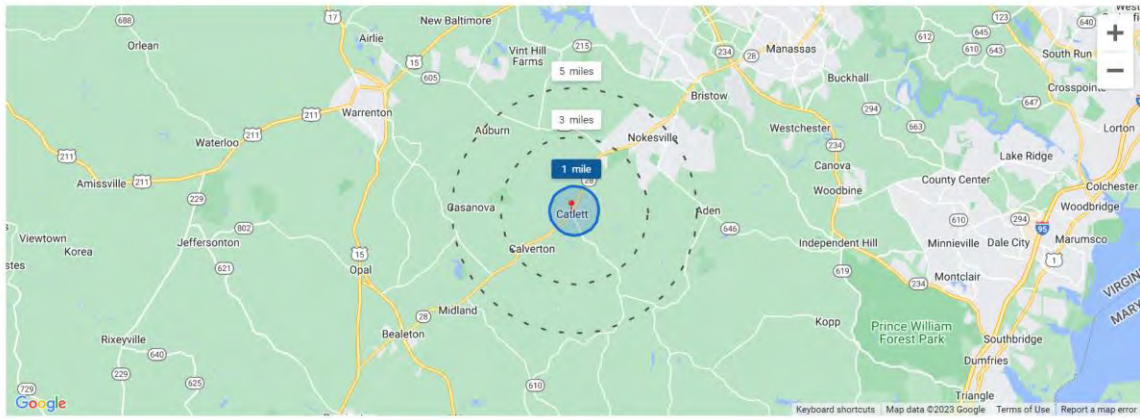 688
Orlean
Airlie
17
15
New Baltimore
Vint Hill
Farms
215
605
234
28
Manassas
Bristow
Buckhall
612
645
610
643
123
640
South Run
Crosspointe
647
Lorton
+
−
5 miles
3 miles
1 mile
211
211
Waterloo
Warrenton
Auburn
Nokesville
Westchester
294
663
234
Lake Ridge
Colchester
211
Amissville
211
229
Casanova
28
Catlett
Aden
Canova
Woodbine
County Center
610
294
Woodbridge
95
Viewtown
Korea
Jeffersonton
802
621
15
Opal
Calverton
646
Independent Hill
619
234
Minnieville
Dale City
Marumsco
1
Montclair
Midland
28
Bealeton
Kopp
Prince William
Forest Park
Southbridge
Dumfries
Triangle
Rixeyville
640
229
625
729
610
Google
Keyboard shortcuts
Map data ©2023 Google
Terms of Use
Report a map error